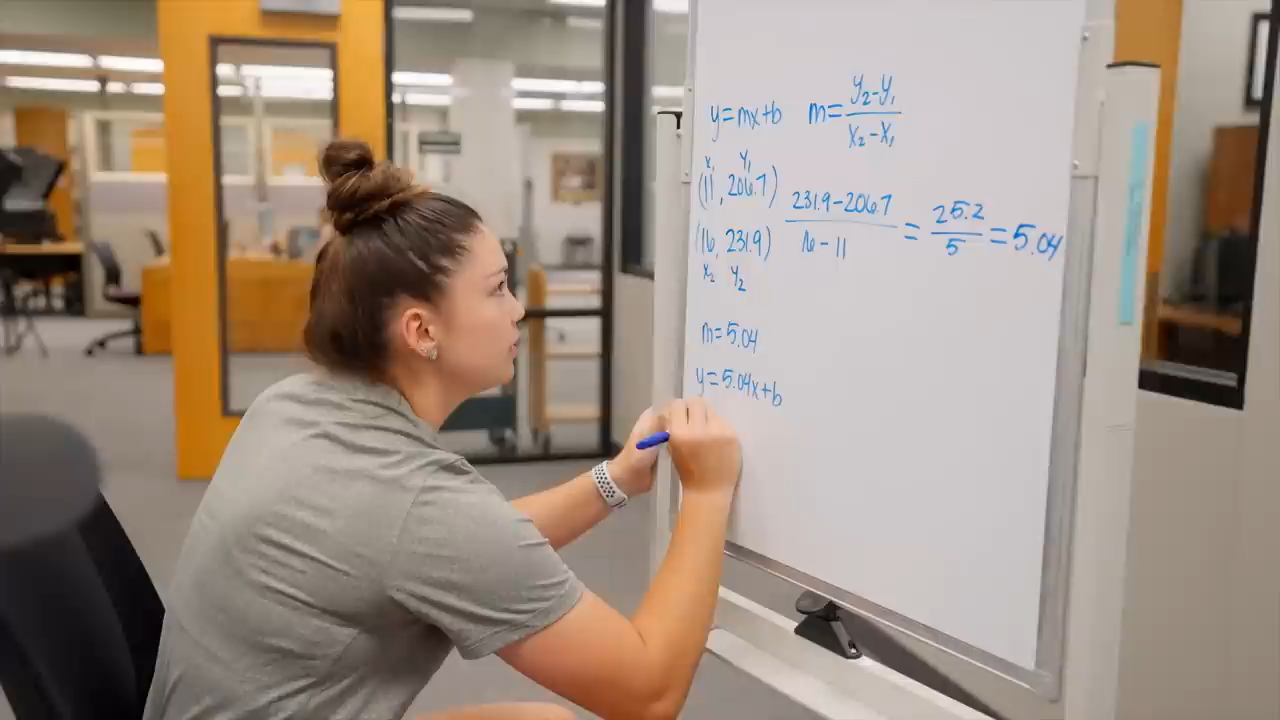 y=mx+b m=y₂-y₁/x₂-x₁
x₁ y₁
(11, 206.7)
231.9-206.7/16-11 = 25.2/5 = 5.04
(16, 231.9)
x₂ y₂
m=5.04
y=5.04x+b